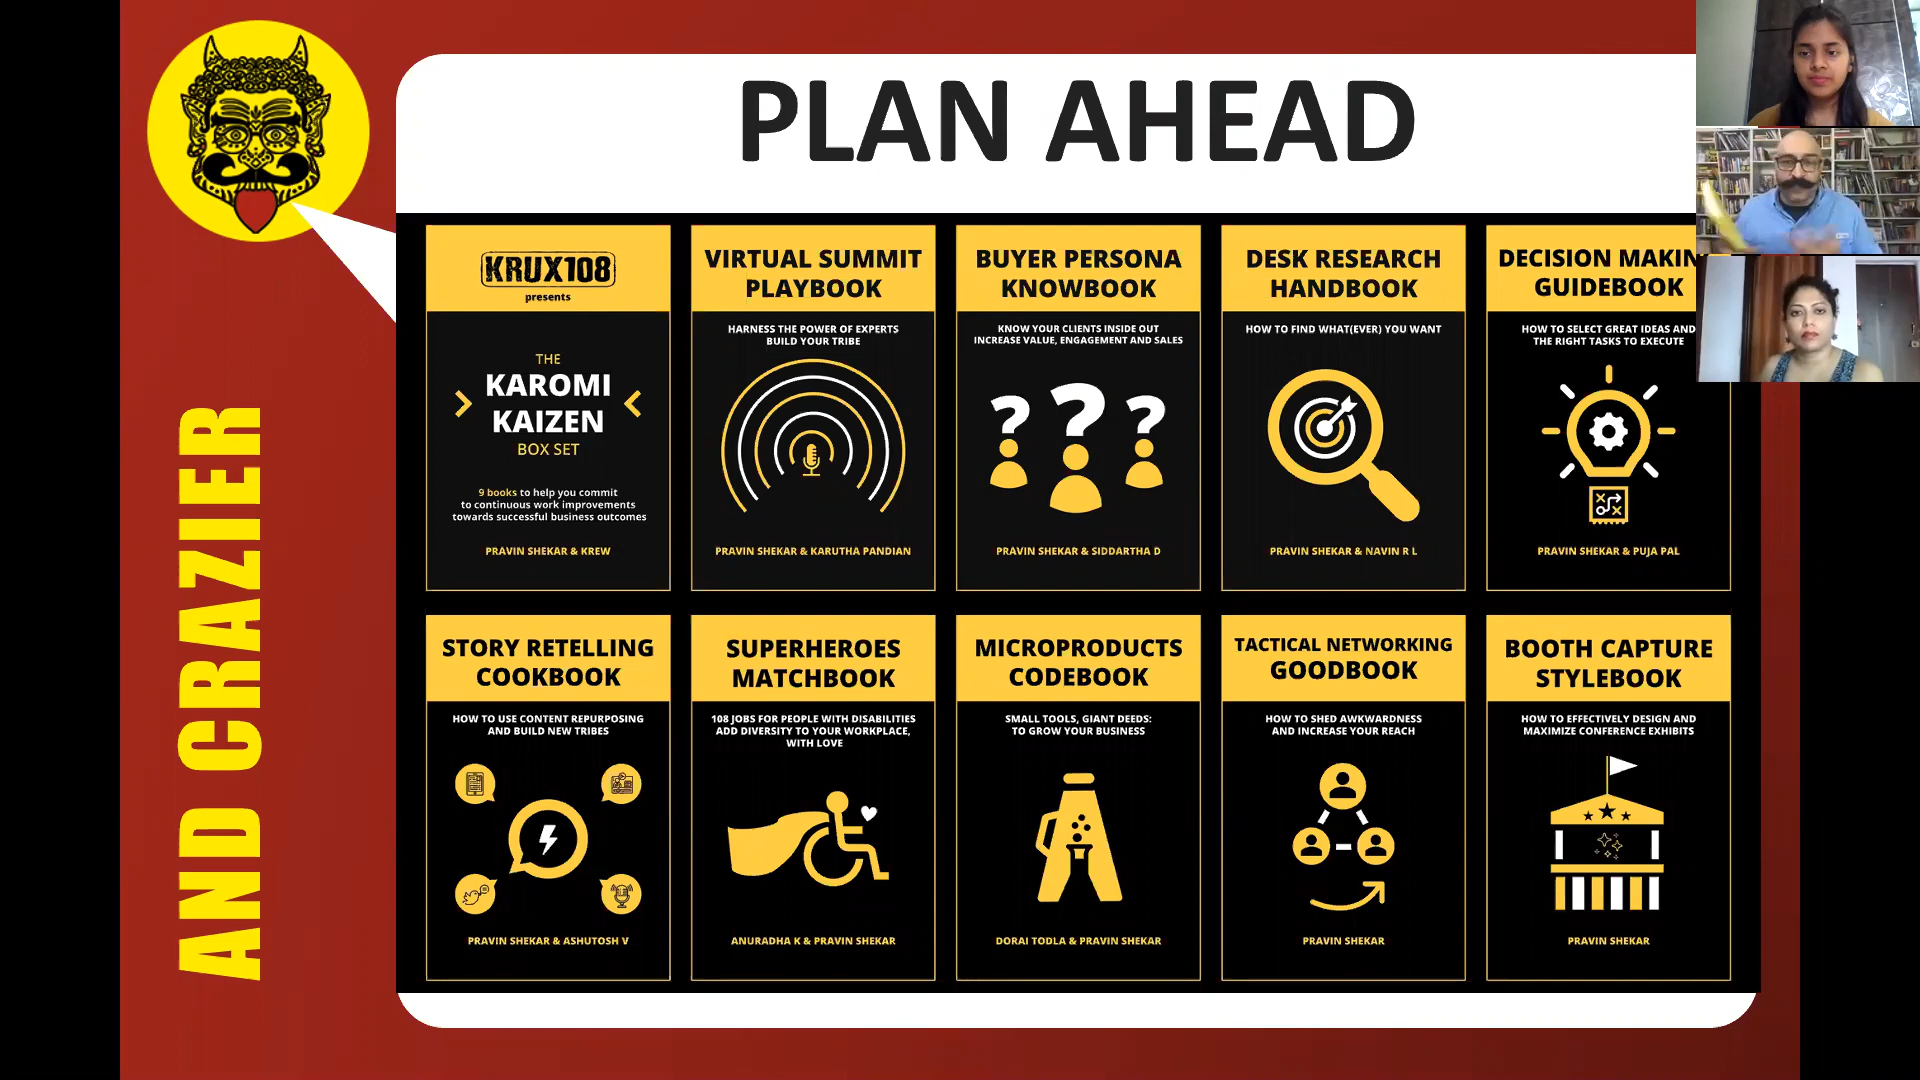 PLAN AHEAD
AND CRAZIER
KRUX108
presents
THE
KAROMI
KAIZEN
BOX SET
9 books to help you commit
to continuous work improvements
towards successful business outcomes
PRAVIN SHEKAR & KREW
VIRTUAL SUMMIT
PLAYBOOK
HARNESS THE POWER OF EXPERTS
BUILD YOUR TRIBE
PRAVIN SHEKAR & KARUTHA PANDIAN
BUYER PERSONA
KNOWBOOK
KNOW YOUR CLIENTS INSIDE OUT
INCREASE VALUE, ENGAGEMENT AND SALES
PRAVIN SHEKAR & SIDDARTHA D
DESK RESEARCH
HANDBOOK
HOW TO FIND WHAT(EVER) YOU WANT
PRAVIN SHEKAR & NAVIN R L
DECISION MAKIN
GUIDEBOOK
HOW TO SELECT GREAT IDEAS AND
THE RIGHT TASKS TO EXECUTE
PRAVIN SHEKAR & PUJA PAL
STORY RETELLING
COOKBOOK
HOW TO USE CONTENT REPURPOSING
AND BUILD NEW TRIBES
PRAVIN SHEKAR & ASHUTOSH V
SUPERHEROES
MATCHBOOK
108 JOBS FOR PEOPLE WITH DISABILITIES
ADD DIVERSITY TO YOUR WORKPLACE,
WITH LOVE
ANURADHA K & PRAVIN SHEKAR
MICROPRODUCTS
CODEBOOK
SMALL TOOLS, GIANT DEEDS:
TO GROW YOUR BUSINESS
DORAI TODLA & PRAVIN SHEKAR
TACTICAL NETWORKING
GOODBOOK
HOW TO SHED AWKWARDNESS
AND INCREASE YOUR REACH
PRAVIN SHEKAR
BOOTH CAPTURE
STYLEBOOK
HOW TO EFFECTIVELY DESIGN AND
MAXIMIZE CONFERENCE EXHIBITS
PRAVIN SHEKAR